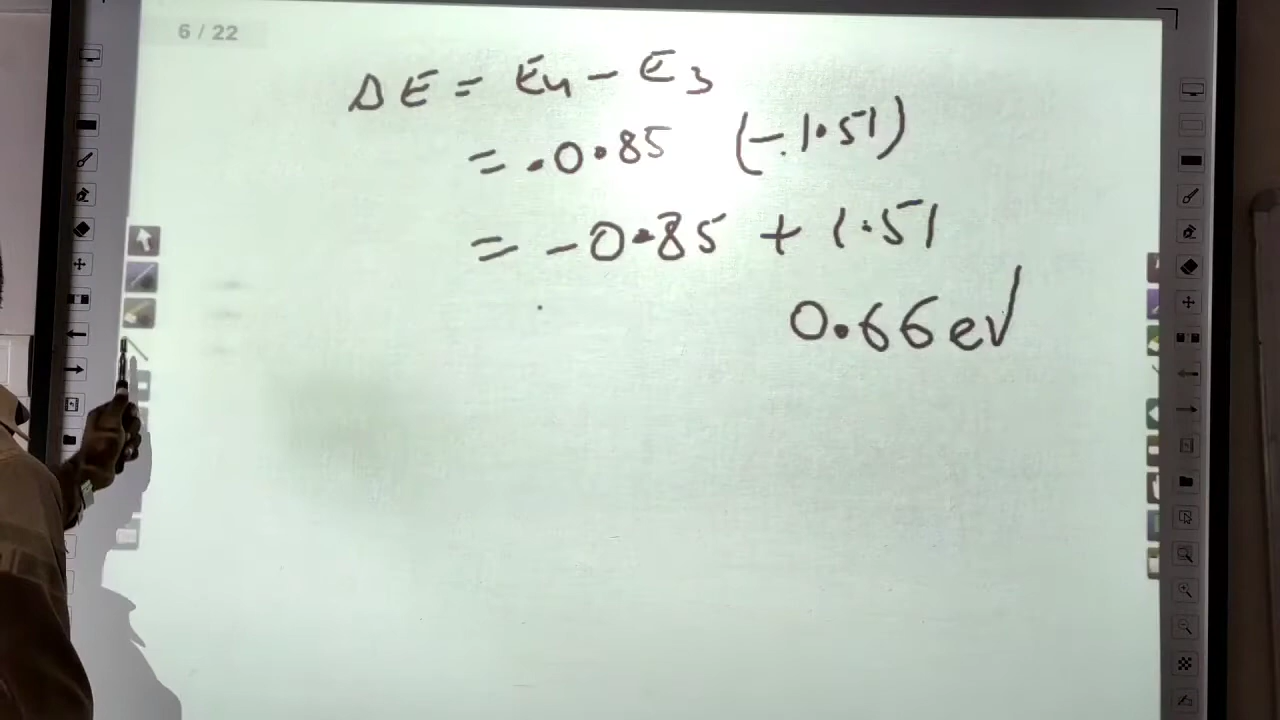 6 / 22
ΔE = E4 - E3
= -0.85 (-1.51)
= -0.85 + 1.51
0.66 eV